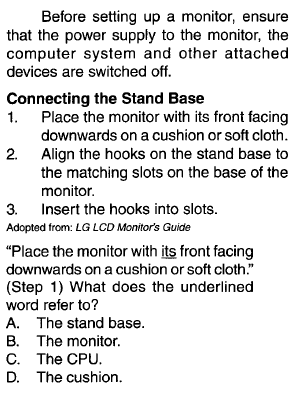 Before setting up a monitor, ensure
that the power supply to the monitor, the
computer system and other attached
devices are switched off.
Connecting the Stand Base
1. Place the monitor with its front facing
downwards on a cushion or soft cloth.
2. Align the hooks on the stand base to
the matching slots on the base of the
monitor.
3. Insert the hooks into slots.
Adopted from: LG LCD Monitor's Guide
“Place the monitor with its front facing
downwards on a cushion or soft cloth.”
(Step 1) What does the underlined
word refer to?
A. The stand base.
B. The monitor.
C. The CPU.
D. The cushion.